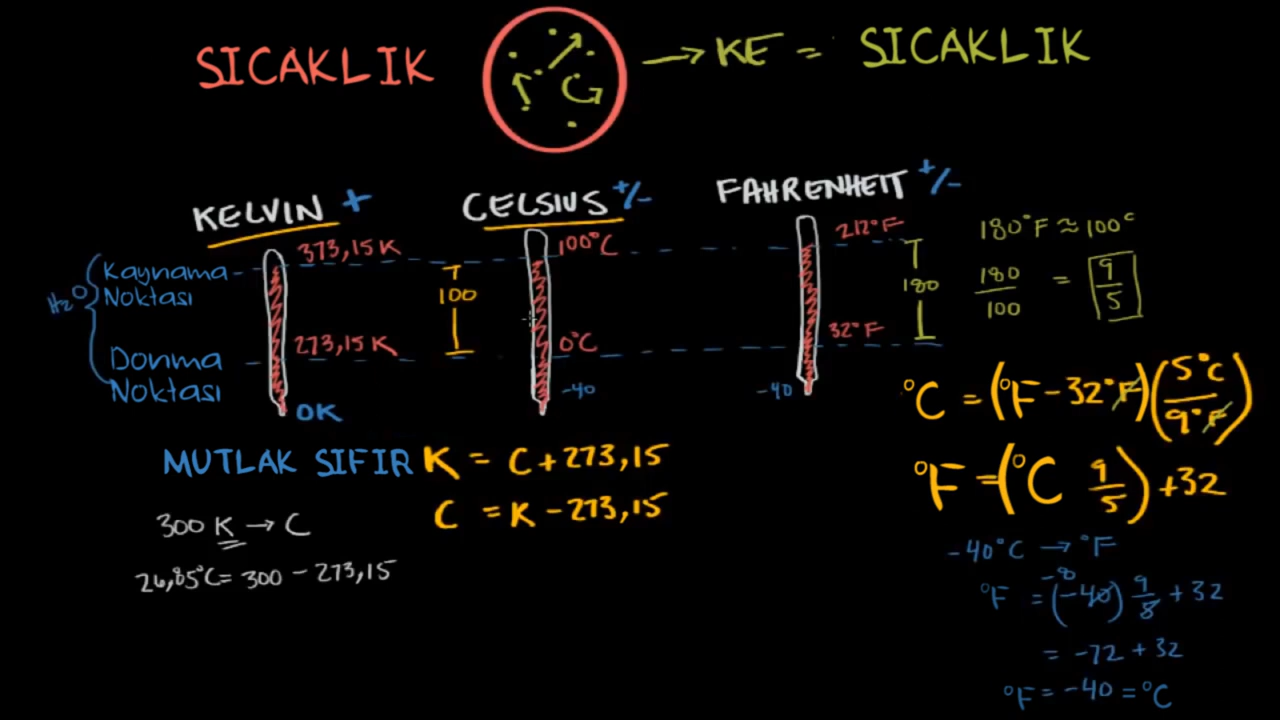 SICAKLIK → KE = SICAKLIK
KELVIN +
CELSIUS +/-
FAHRENHEIT +/-
H₂O
Kaynama
Noktası
Donma
Noktası
373,15 K
273,15 K
0K
100
100°C
0°C
-40
212°F
32°F
-40
180
180°F ≈ 100°C
180/100 = 9/5
°C = (°F - 32°F)(5°C/9°F)
°F = (°C 9/5) + 32
MUTLAK SIFIR
K = C + 273,15
C = K - 273,15
300 K → C
26,85°C = 300 - 273,15
-40°C → °F
-8
°F = (-40) 9/5 + 32
= -72 + 32
°F = -40 = °C